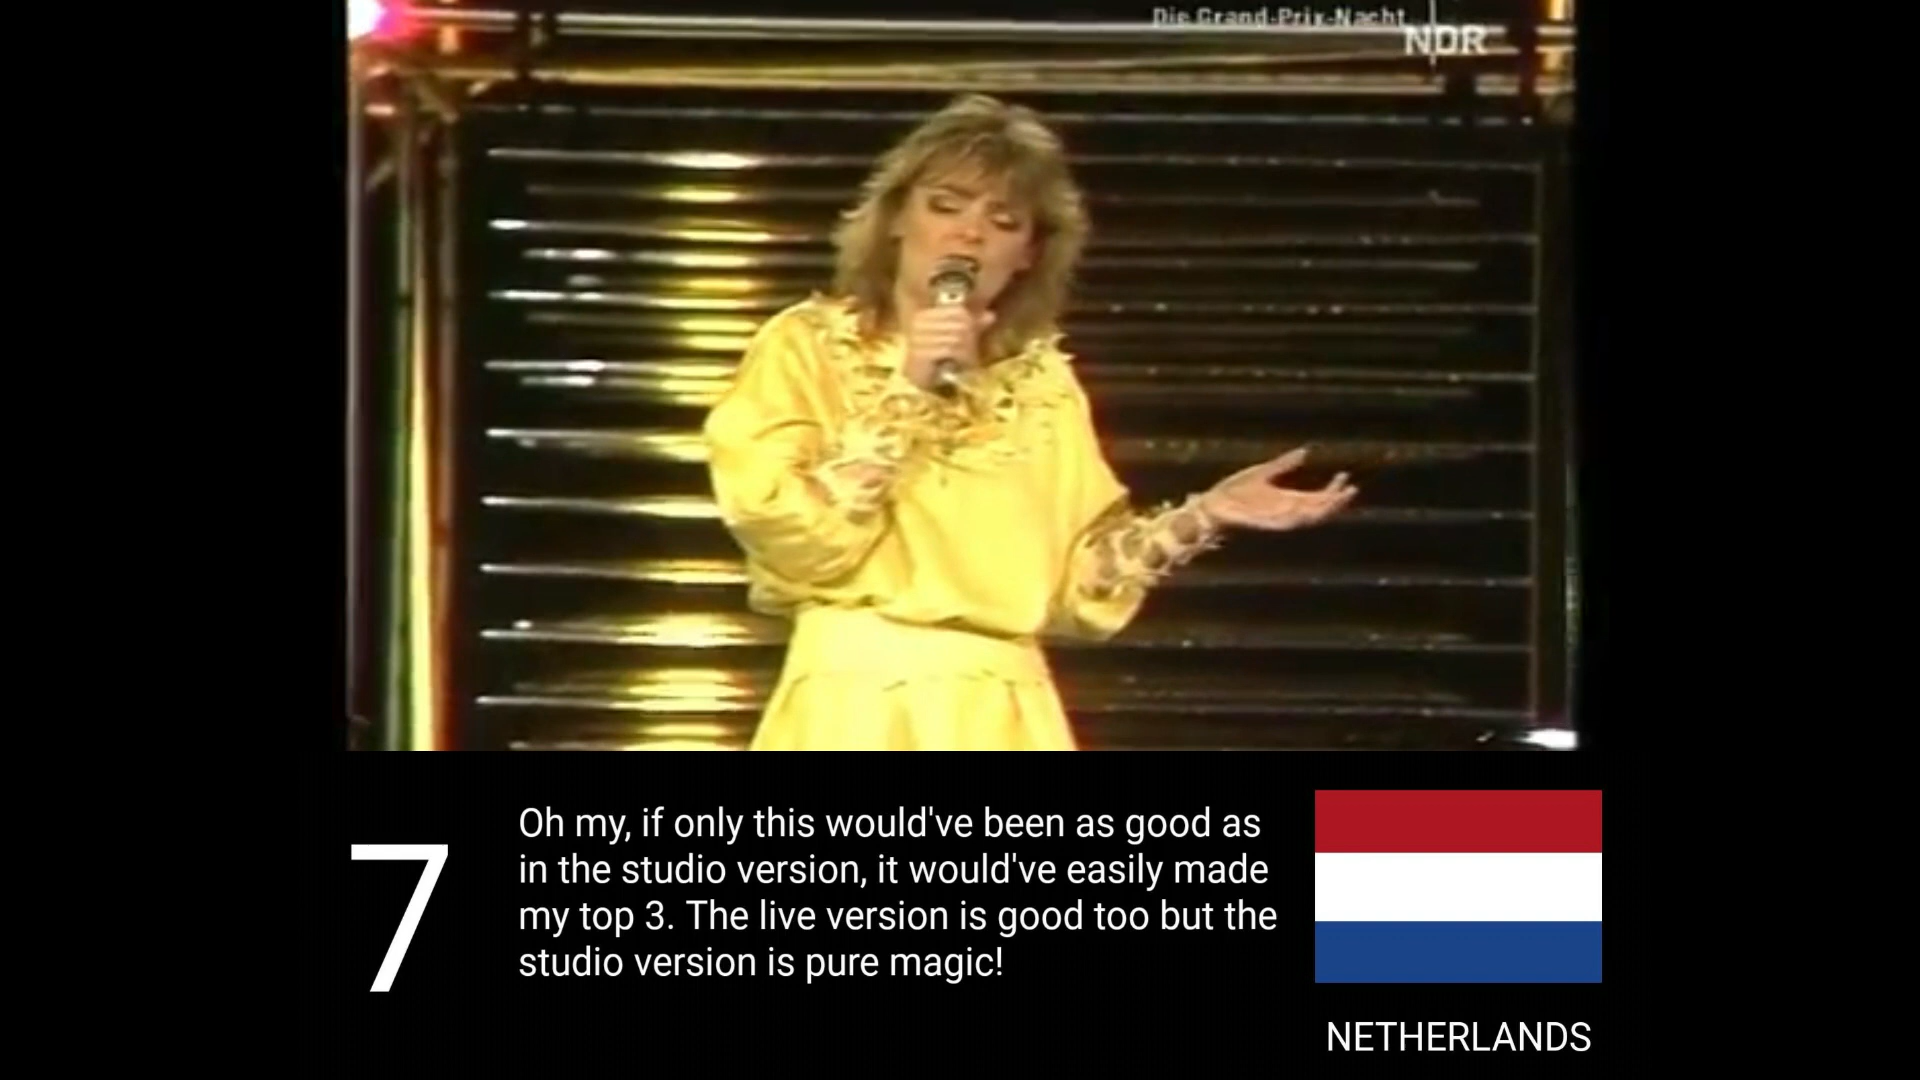 Die Grand-Prix-Nacht
NDR
7
Oh my, if only this would've been as good as
in the studio version, it would've easily made
my top 3. The live version is good too but the
studio version is pure magic!
NETHERLANDS